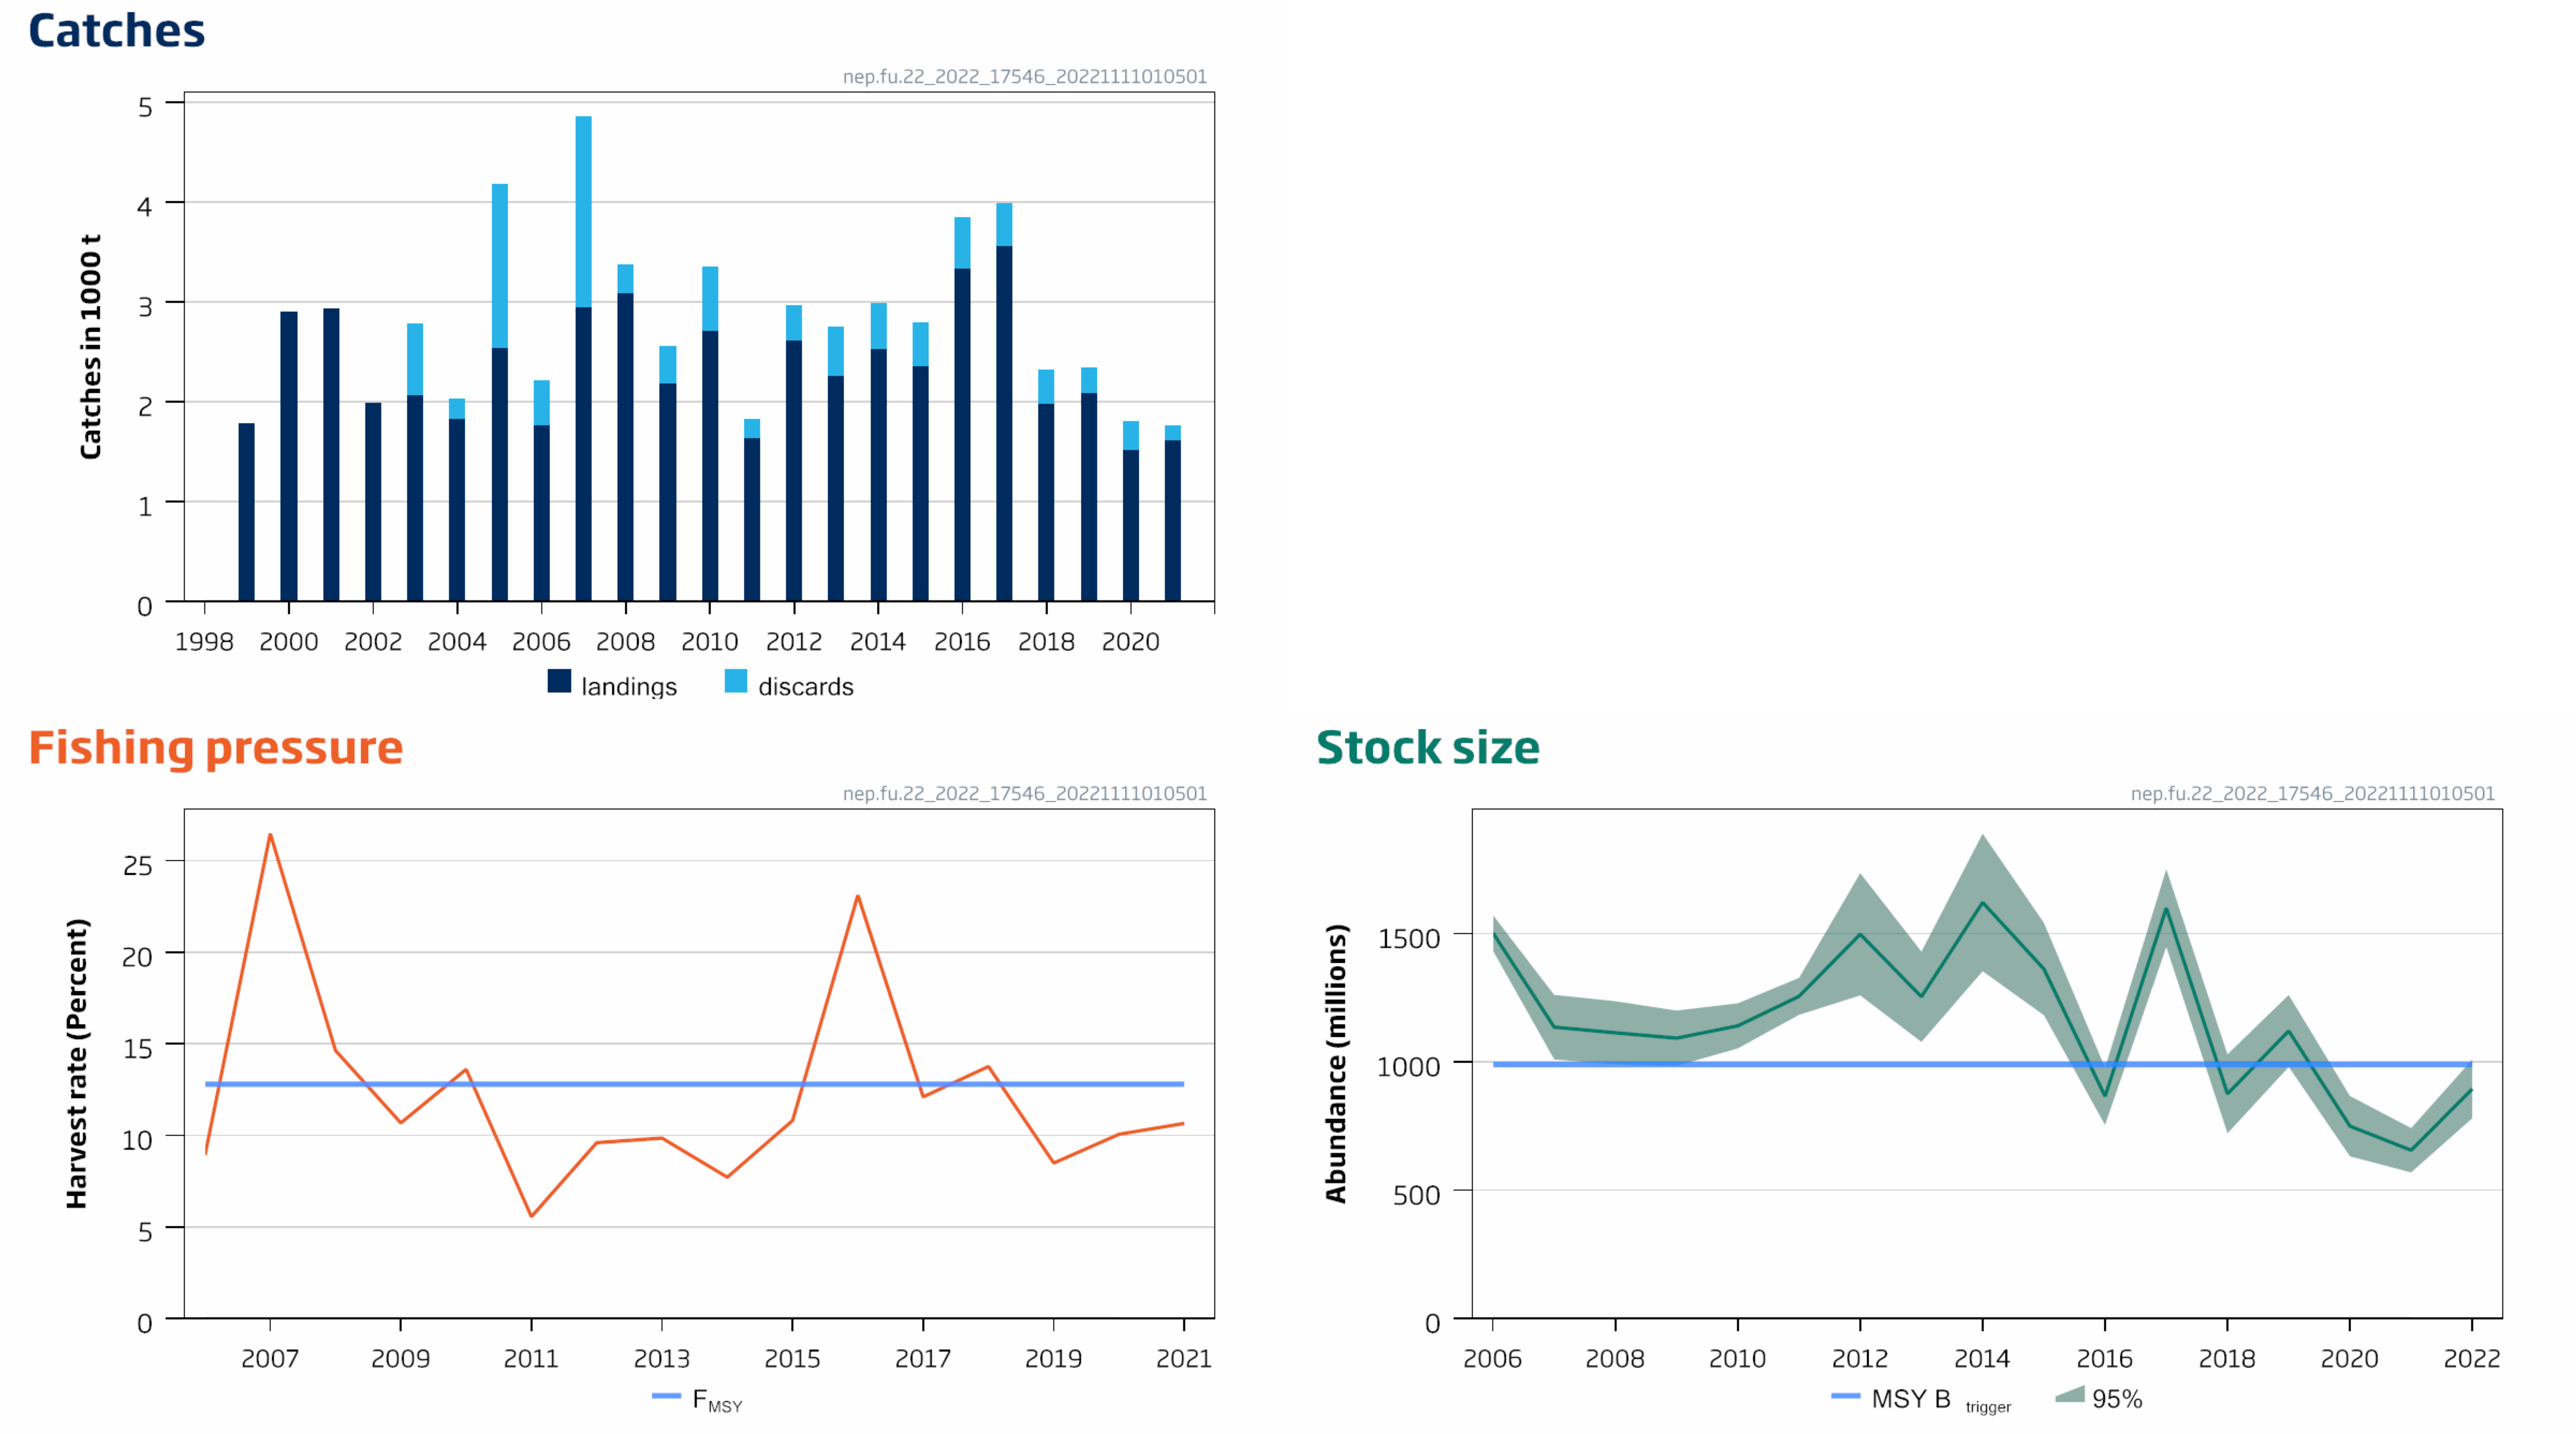 Catches
nep.fu.22_2022_17546_20221111010501
Catches in 1000 t
5
4
3
2
1
0
1998 2000 2002 2004 2006 2008 2010 2012 2014 2016 2018 2020
landings discards
Fishing pressure
nep.fu.22_2022_17546_20221111010501
Harvest rate (Percent)
25
20
15
10
5
0
2007 2009 2011 2013 2015 2017 2019 2021
FMSY
Stock size
nep.fu.22_2022_17546_20221111010501
Abundance (millions)
1500
1000
500
0
2006 2008 2010 2012 2014 2016 2018 2020 2022
MSY B trigger 95%